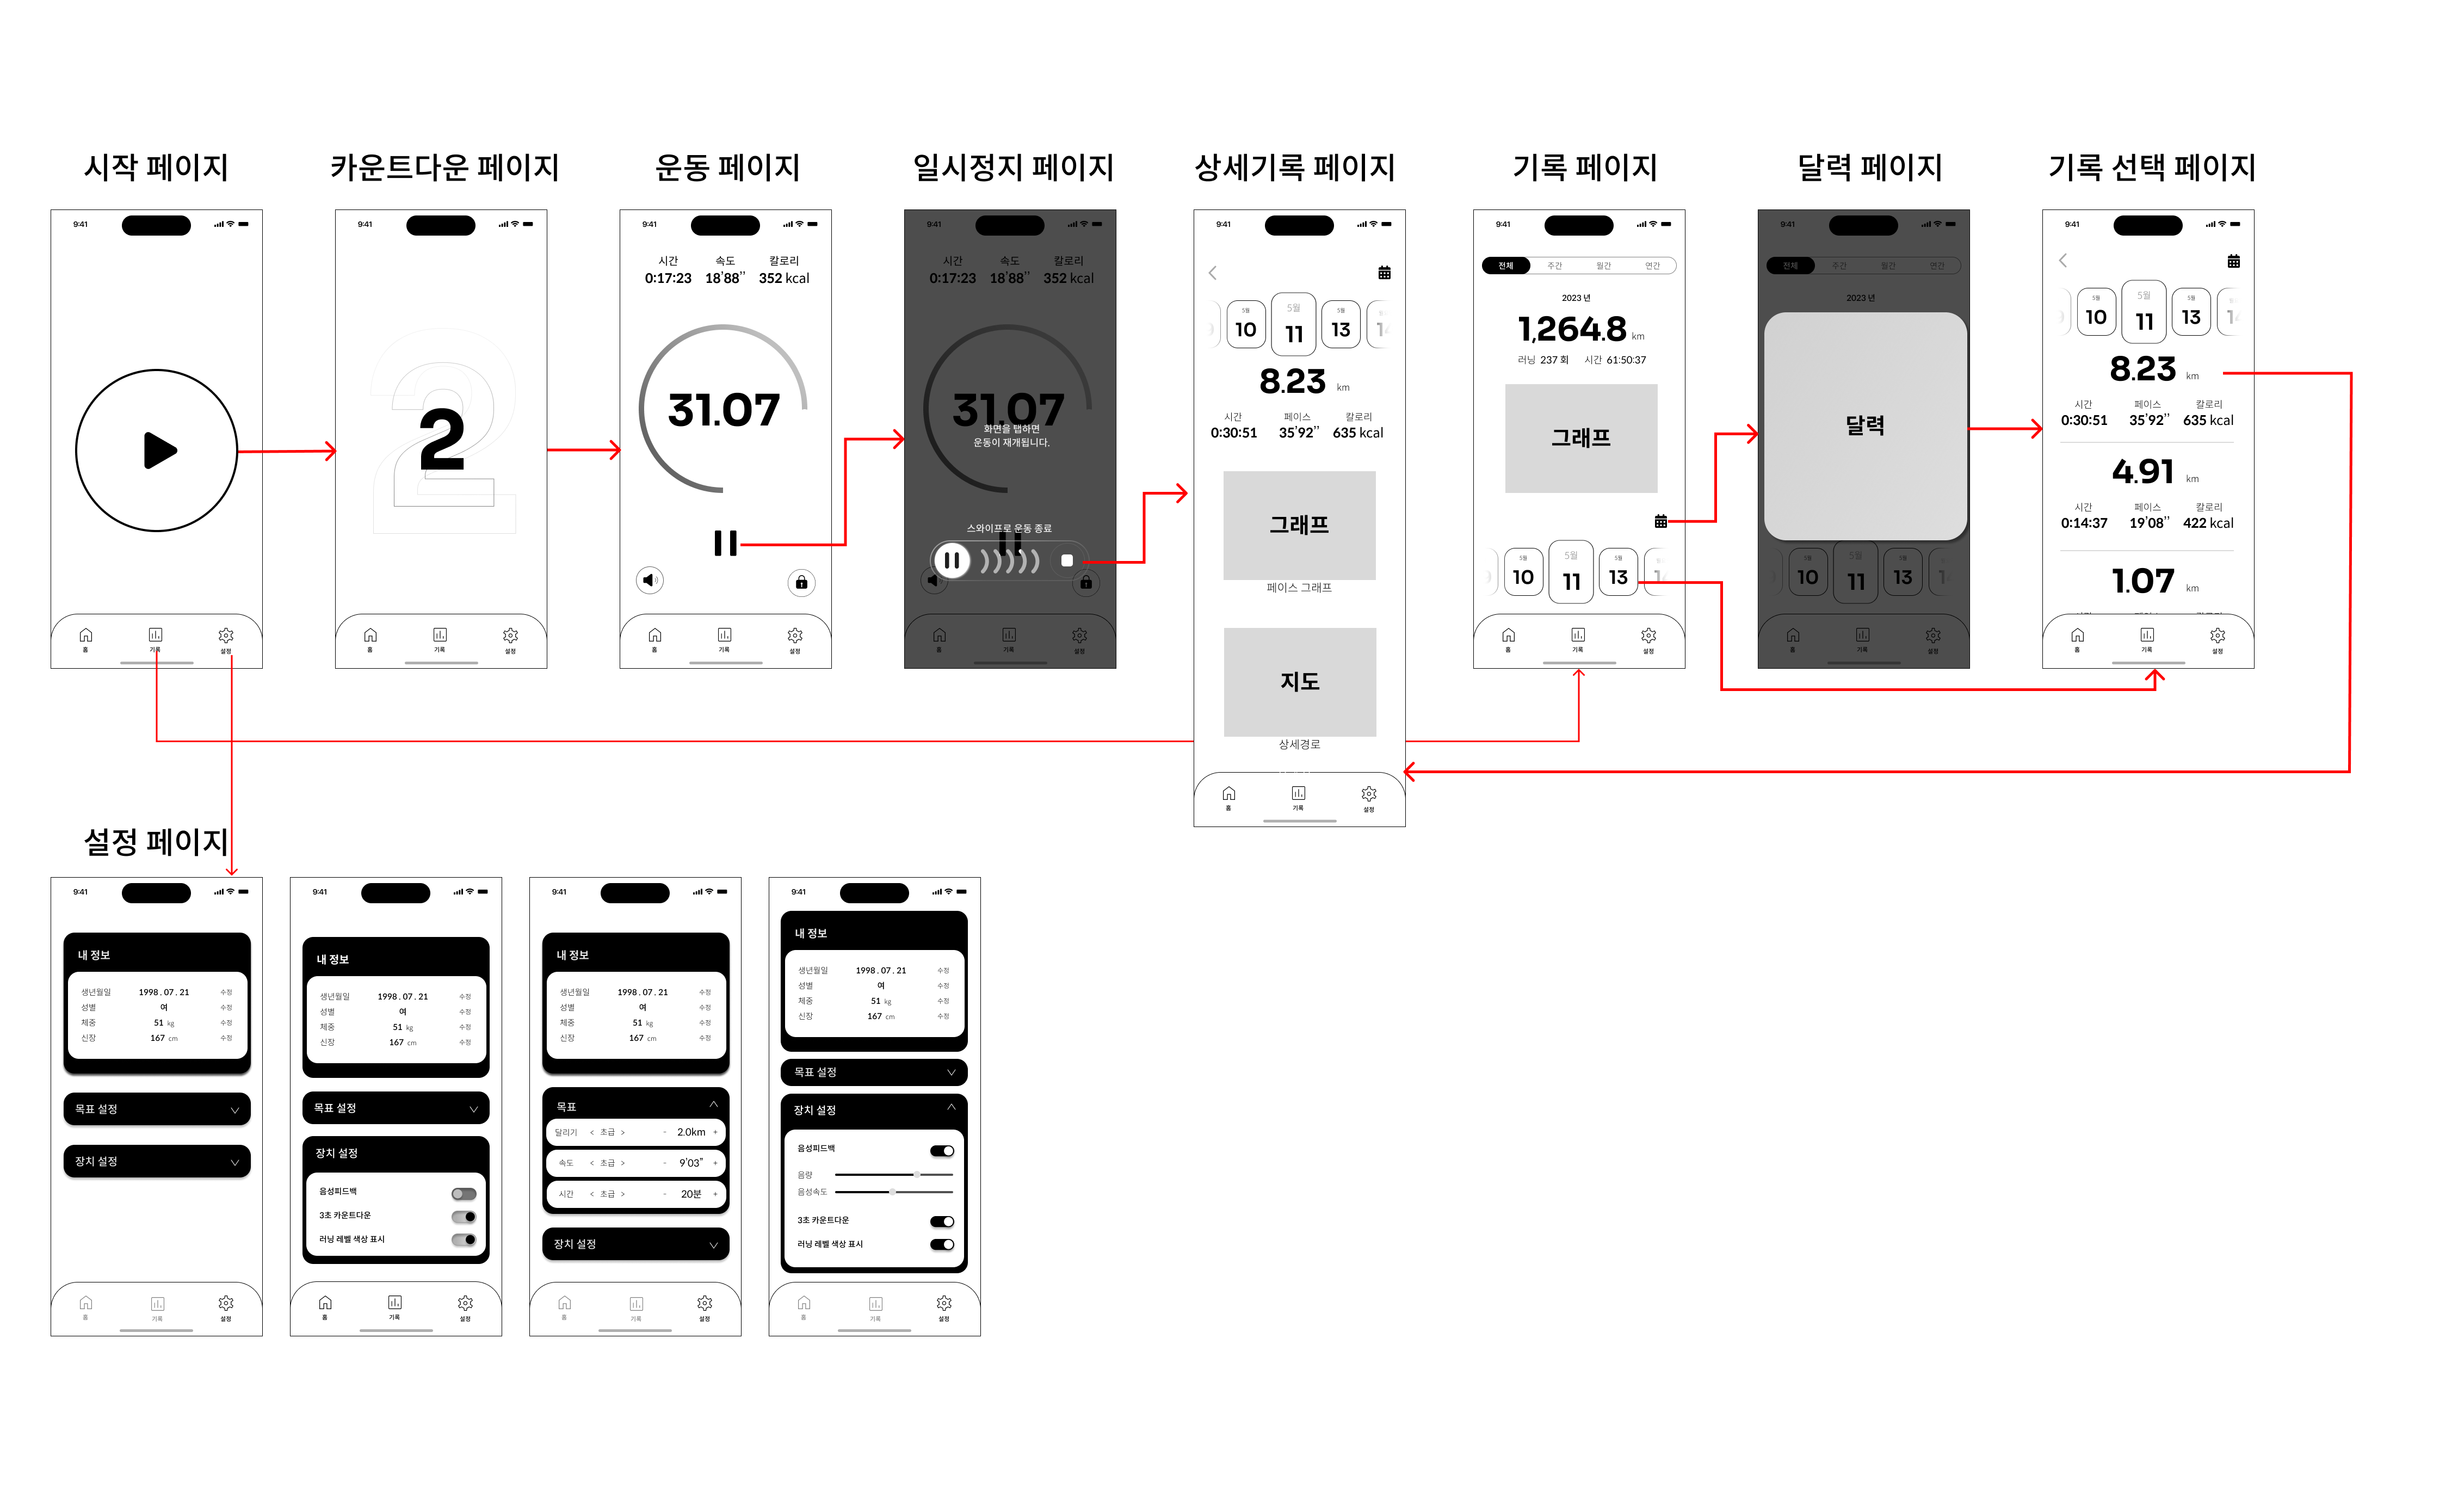 시작 페이지
9:41
홈
기록
설정
카운트다운 페이지
9:41
2
홈
기록
설정
운동 페이지
9:41
시간 속도 칼로리
0:17:23 18'88'' 352 kcal
31.07
홈
기록
설정
일시정지 페이지
9:41
시간 속도 칼로리
0:17:23 18'88'' 352 kcal
31.07
화면을 탭하면
운동이 재개됩니다.
스와이프로 운동 종료
홈
기록
설정
상세기록 페이지
9:41
5월 5월 5월
10 11 13
8.23 km
시간 페이스 칼로리
0:30:51 35'92'' 635 kcal
그래프
페이스 그래프
지도
상세경로
홈
기록
설정
기록 페이지
9:41
전체 주간 월간 연간
2023 년
1,264.8 km
러닝 237 회 시간 61:50:37
그래프
5월 5월 5월
10 11 13
홈
기록
설정
달력 페이지
9:41
전체 주간 월간 연간
2023 년
달력
5월 5월 5월
10 11 13
홈
기록
설정
기록 선택 페이지
9:41
5월 5월 5월
10 11 13
8.23 km
시간 페이스 칼로리
0:30:51 35'92'' 635 kcal
4.91 km
시간 페이스 칼로리
0:14:37 19'08'' 422 kcal
1.07 km
홈
기록
설정
설정 페이지
9:41
내 정보
생년월일 1998 . 07 . 21 수정
성별 여 수정
체중 51 kg 수정
신장 167 cm 수정
목표 설정
장치 설정
홈
기록
설정
9:41
내 정보
생년월일 1998 . 07 . 21 수정
성별 여 수정
체중 51 kg 수정
신장 167 cm 수정
목표 설정
장치 설정
음성피드백
3초 카운트다운
러닝 레벨 색상 표시
홈
기록
설정
9:41
내 정보
생년월일 1998 . 07 . 21 수정
성별 여 수정
체중 51 kg 수정
신장 167 cm 수정
목표
달리기 < 초급 > - 2.0km +
속도 < 초급 > - 9'03" +
시간 < 초급 > - 20분 +
장치 설정
홈
기록
설정
9:41
내 정보
생년월일 1998 . 07 . 21 수정
성별 여 수정
체중 51 kg 수정
신장 167 cm 수정
목표 설정
장치 설정
음성피드백
음량
음성속도
3초 카운트다운
러닝 레벨 색상 표시
홈
기록
설정